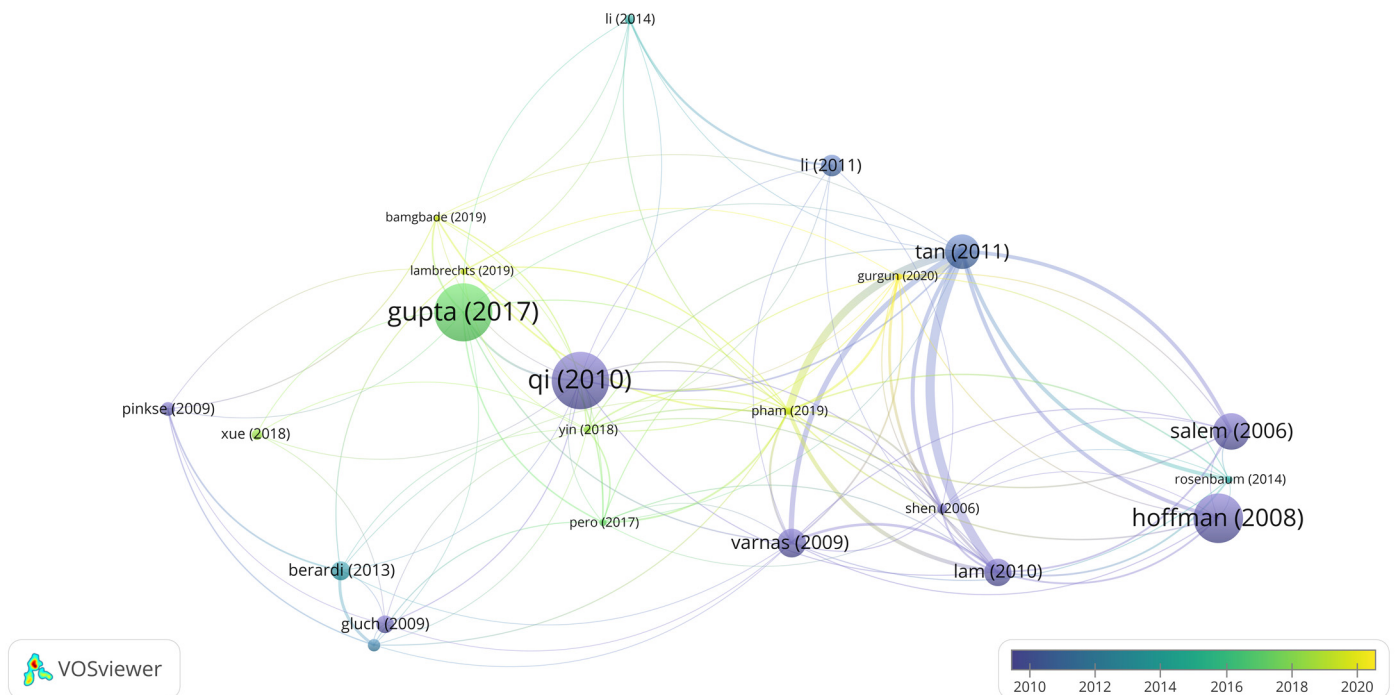 li (2014)
li (2011)
bamgbade (2019)
tan (2011)
lambrechts (2019)
gurgun (2020)
gupta (2017)
qi (2010)
pinkse (2009)
pham (2019)
xue (2018)
yin (2018)
salem (2006)
rosenbaum (2014)
shen (2006)
hoffman (2008)
pero (2017)
varnas (2009)
berardi (2013)
lam (2010)
gluch (2009)
VOSviewer
2010 2012 2014 2016 2018 2020